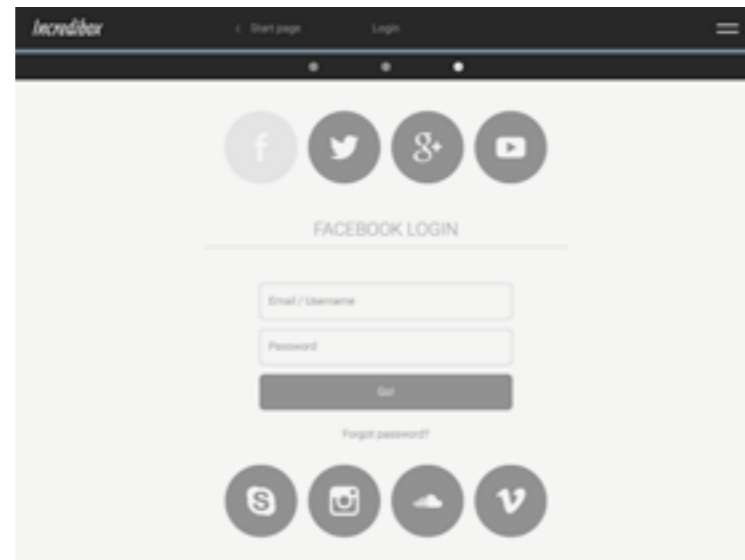 Incredibox
< Start page
Login
FACEBOOK LOGIN
Email / Username
Password
Go!
Forgot password?